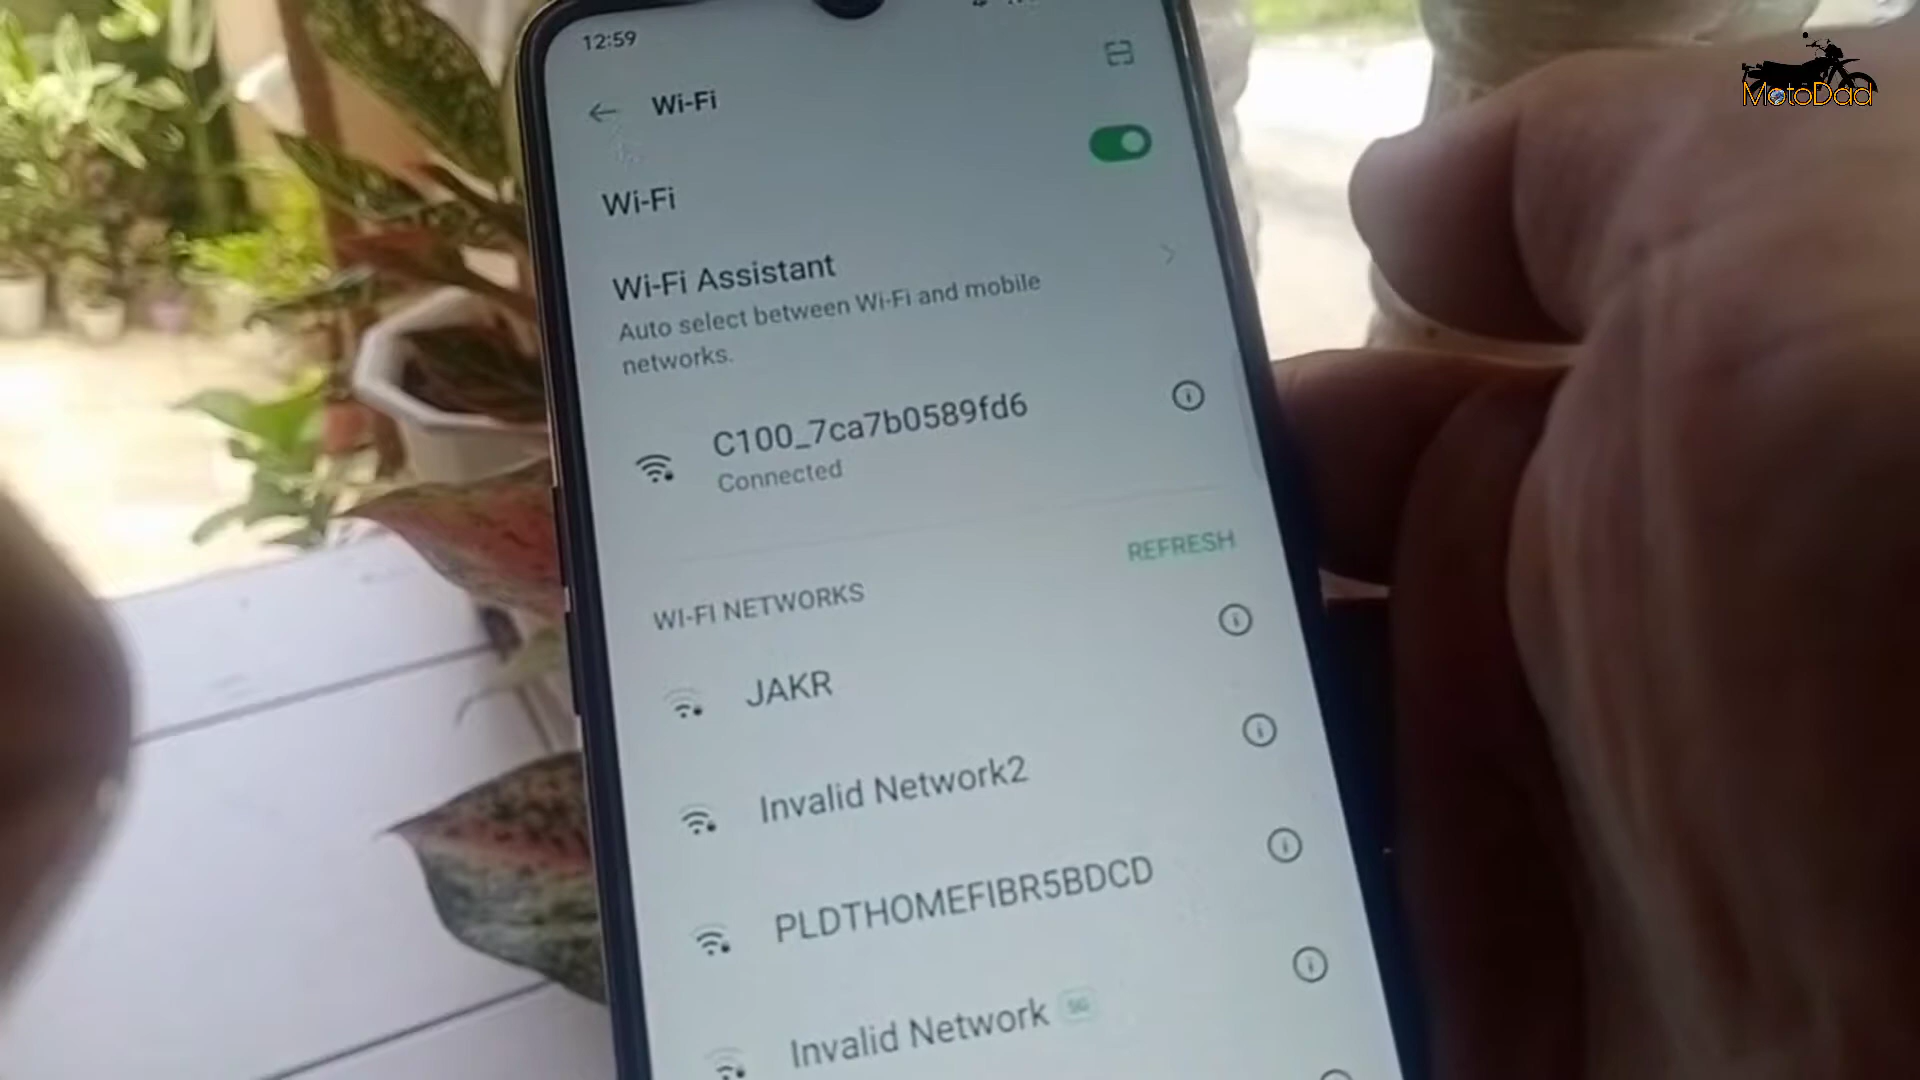 12:59
MotoDad
Wi-Fi
Wi-Fi
Wi-Fi Assistant
Auto select between Wi-Fi and mobile
networks.
C100_7ca7b0589fd6
Connected
REFRESH
WI-FI NETWORKS
JAKR
Invalid Network2
PLDTHOMEFIBR5BDCD
Invalid Network 5G